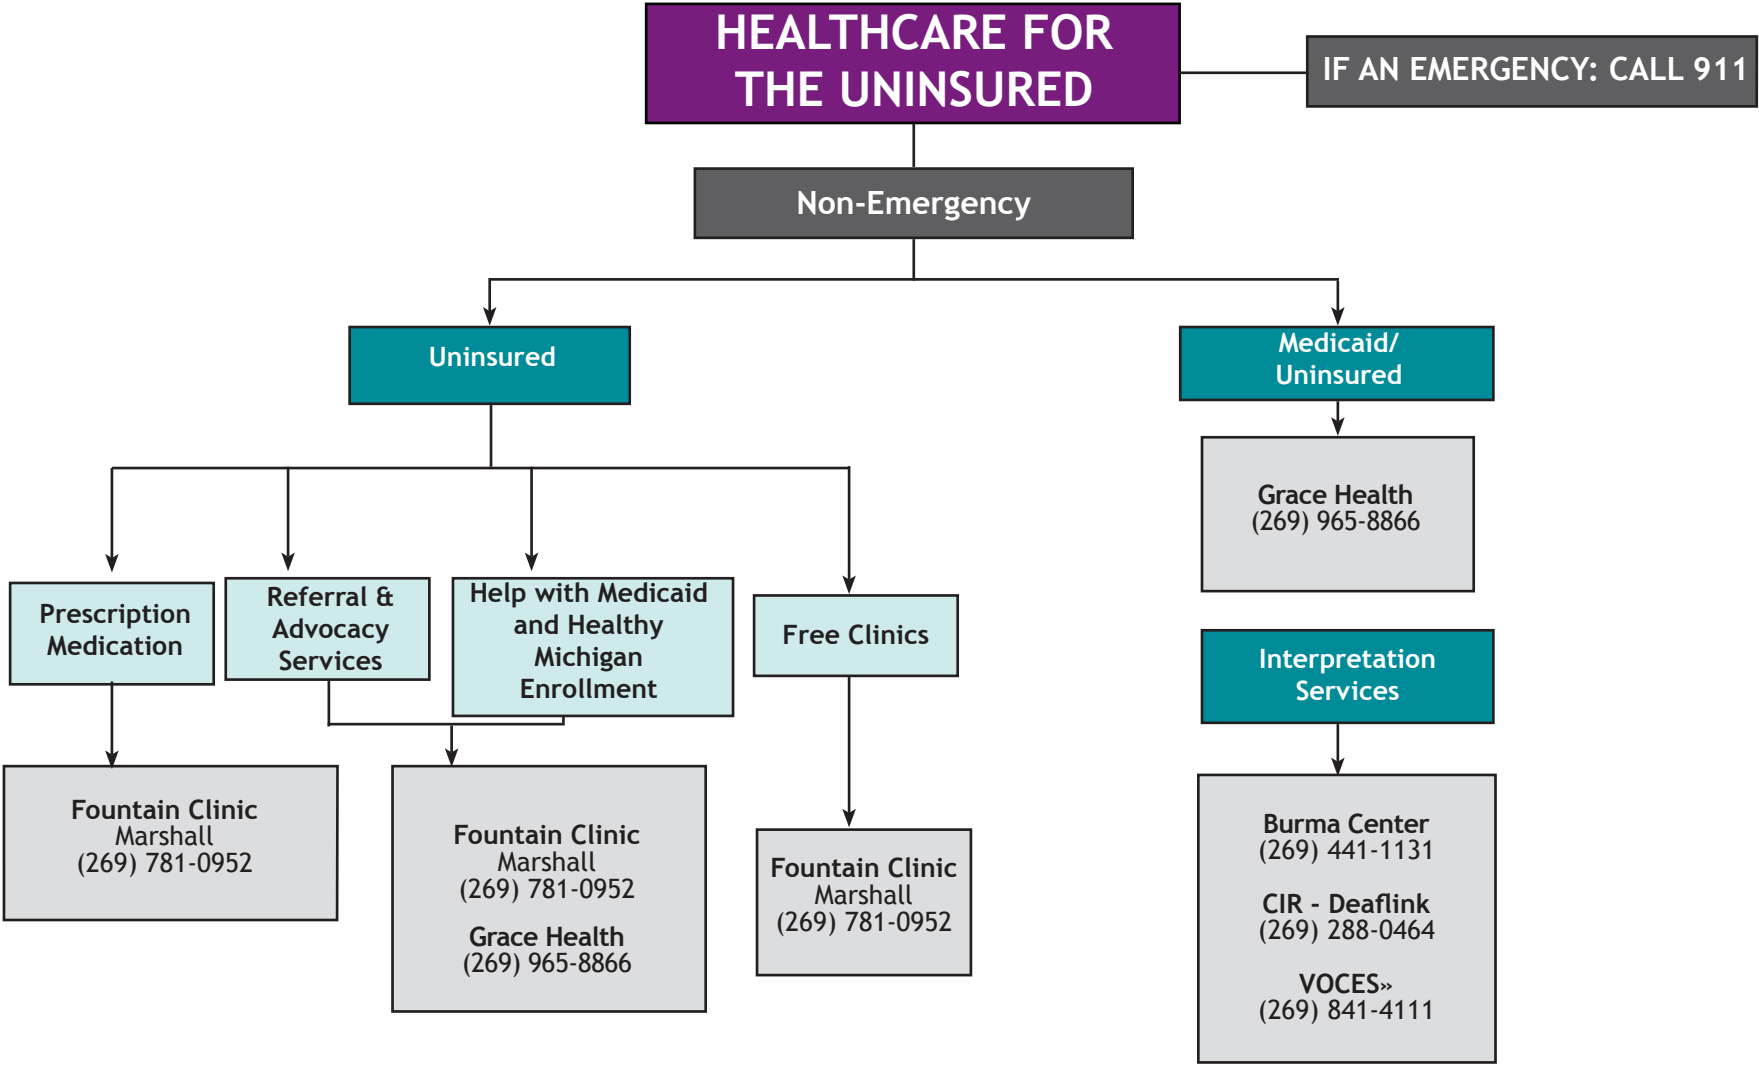 HEALTHCARE FOR
THE UNINSURED
IF AN EMERGENCY: CALL 911
Non-Emergency
Uninsured
Medicaid/
Uninsured
Grace Health
(269) 965-8866
Prescription
Medication
Referral &
Advocacy
Services
Help with Medicaid
and Healthy
Michigan
Enrollment
Free Clinics
Interpretation
Services
Fountain Clinic
Marshall
(269) 781-0952
Fountain Clinic
Marshall
(269) 781-0952
Grace Health
(269) 965-8866
Fountain Clinic
Marshall
(269) 781-0952
Burma Center
(269) 441-1131
CIR - Deaflink
(269) 288-0464
VOCES»
(269) 841-4111